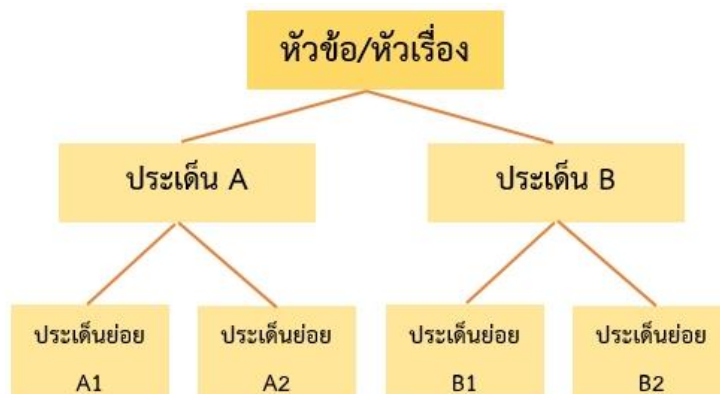 หัวข้อ/หัวเรื่อง
ประเด็น A
ประเด็น B
ประเด็นย่อย
A1
ประเด็นย่อย
A2
ประเด็นย่อย
B1
ประเด็นย่อย
B2